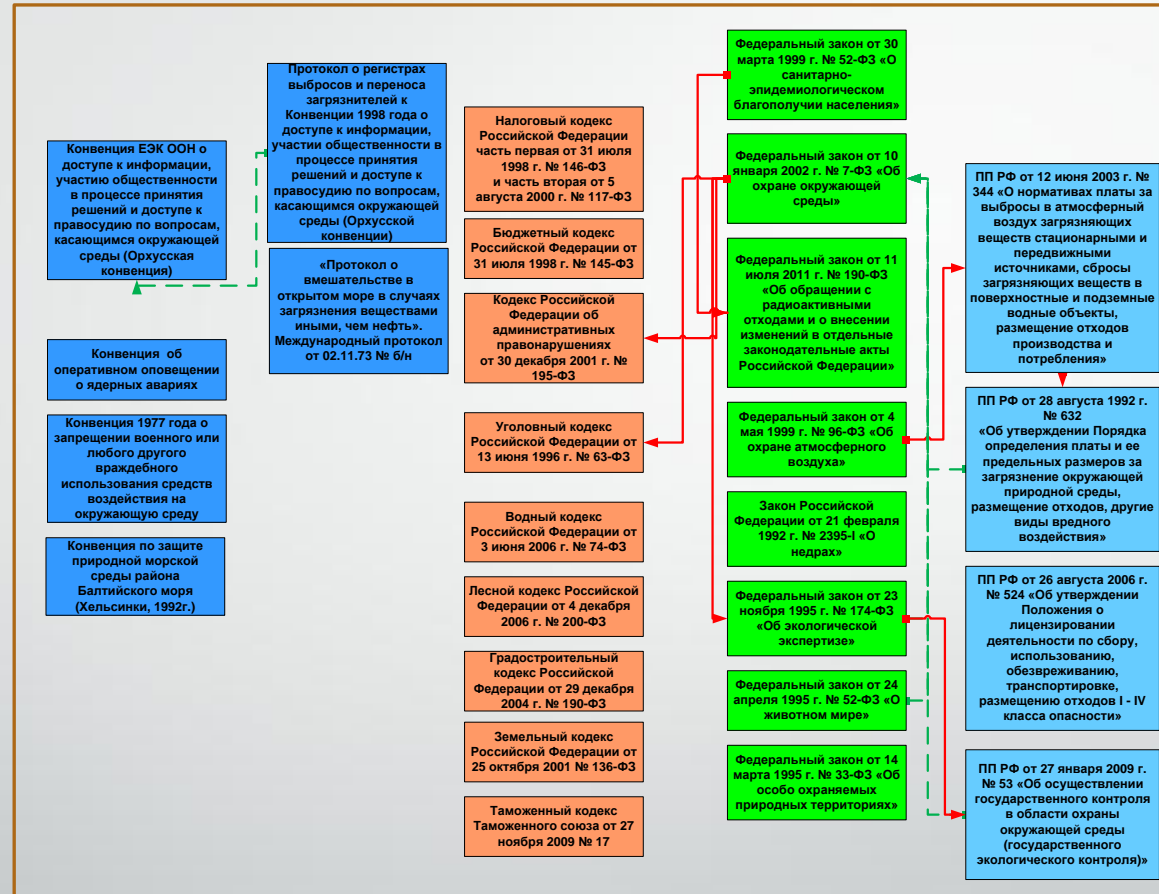 Конвенция ЕЭК ООН о
доступе к информации,
участию общественности
в процессе принятия
решений и доступе к
правосудию по вопросам,
касающимся окружающей
среды (Орхусская
конвенция)
Конвенция об
оперативном оповещении
о ядерных авариях
Конвенция 1977 года о
запрещении военного или
любого другого
враждебного
использования средств
воздействия на
окружающую среду
Конвенция по защите
природной морской
среды района
Балтийского моря
(Хельсинки, 1992г.)
Протокол о регистрах
выбросов и переноса
загрязнителей к
Конвенции 1998 года о
доступе к информации,
участии общественности в
процессе принятия
решений и доступе к
правосудию по вопросам,
касающимся окружающей
среды (Орхусской
конвенции)
«Протокол о
вмешательстве в
открытом море в случаях
загрязнения веществами
иными, чем нефть».
Международный протокол
от 02.11.73 № б/н
Налоговый кодекс
Российской Федерации
часть первая от 31 июля
1998 г. № 146-ФЗ
и часть вторая от 5
августа 2000 г. № 117-ФЗ
Бюджетный кодекс
Российской Федерации от
31 июля 1998 г. № 145-ФЗ
Кодекс Российской
Федерации об
административных
правонарушениях
от 30 декабря 2001 г. №
195-ФЗ
Уголовный кодекс
Российской Федерации от
13 июня 1996 г. № 63-ФЗ
Водный кодекс
Российской Федерации от
3 июня 2006 г. № 74-ФЗ
Лесной кодекс Российской
Федерации от 4 декабря
2006 г. № 200-ФЗ
Градостроительный
кодекс Российской
Федерации от 29 декабря
2004 г. № 190-ФЗ
Земельный кодекс
Российской Федерации от
25 октября 2001 № 136-ФЗ
Таможенный кодекс
Таможенного союза от 27
ноября 2009 № 17
Федеральный закон от 30
марта 1999 г. № 52-ФЗ «О
санитарно-
эпидемиологическом
благополучии населения»
Федеральный закон от 10
января 2002 г. № 7-ФЗ «Об
охране окружающей
среды»
Федеральный закон от 11
июля 2011 г. № 190-ФЗ
«Об обращении с
радиоактивными
отходами и о внесении
изменений в отдельные
законодательные акты
Российской Федерации»
Федеральный закон от 4
мая 1999 г. № 96-ФЗ «Об
охране атмосферного
воздуха»
Закон Российской
Федерации от 21 февраля
1992 г. № 2395-I «О
недрах»
Федеральный закон от 23
ноября 1995 г. № 174-ФЗ
«Об экологической
экспертизе»
Федеральный закон от 24
апреля 1995 г. № 52-ФЗ «О
животном мире»
Федеральный закон от 14
марта 1995 г. № 33-ФЗ «Об
особо охраняемых
природных территориях»
ПП РФ от 12 июня 2003 г. №
344 «О нормативах платы за
выбросы в атмосферный
воздух загрязняющих
веществ стационарными и
передвижными
источниками, сбросы
загрязняющих веществ в
поверхностные и подземные
водные объекты,
размещение отходов
производства и
потребления»
ПП РФ от 28 августа 1992 г.
№ 632
«Об утверждении Порядка
определения платы и ее
предельных размеров за
загрязнение окружающей
природной среды,
размещение отходов, другие
виды вредного
воздействия»
ПП РФ от 26 августа 2006 г.
№ 524 «Об утверждении
Положения о
лицензировании
деятельности по сбору,
использованию,
обезвреживанию,
транспортировке,
размещению отходов I - IV
класса опасности»
ПП РФ от 27 января 2009 г.
№ 53 «Об осуществлении
государственного контроля
в области охраны
окружающей среды
(государственного
экологического контроля)»